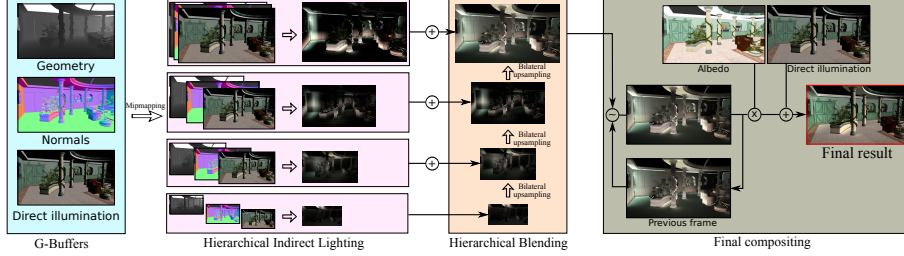 Geometry
Normals
Direct illumination
G-Buffers
Mipmapping
Hierarchical Indirect Lighting
Bilateral
upsampling
Bilateral
upsampling
Bilateral
upsampling
Hierarchical Blending
Albedo
Direct illumination
Previous frame
Final result
Final compositing